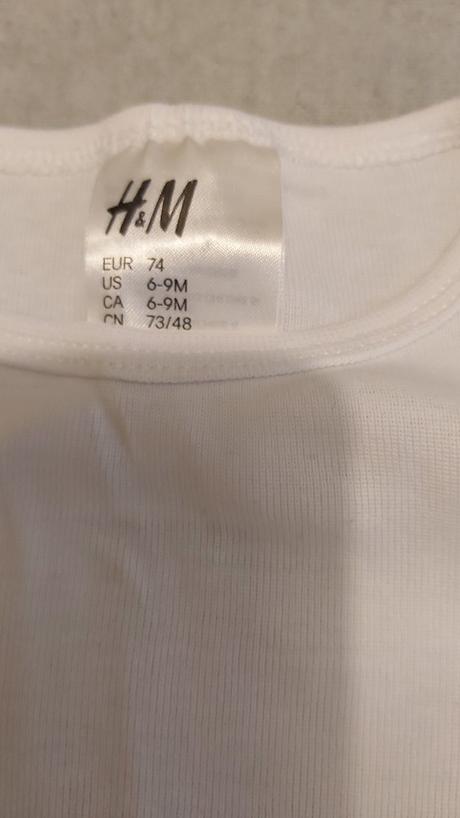 H&M
EUR 74
US 6-9M
CA 6-9M
CN 73/48